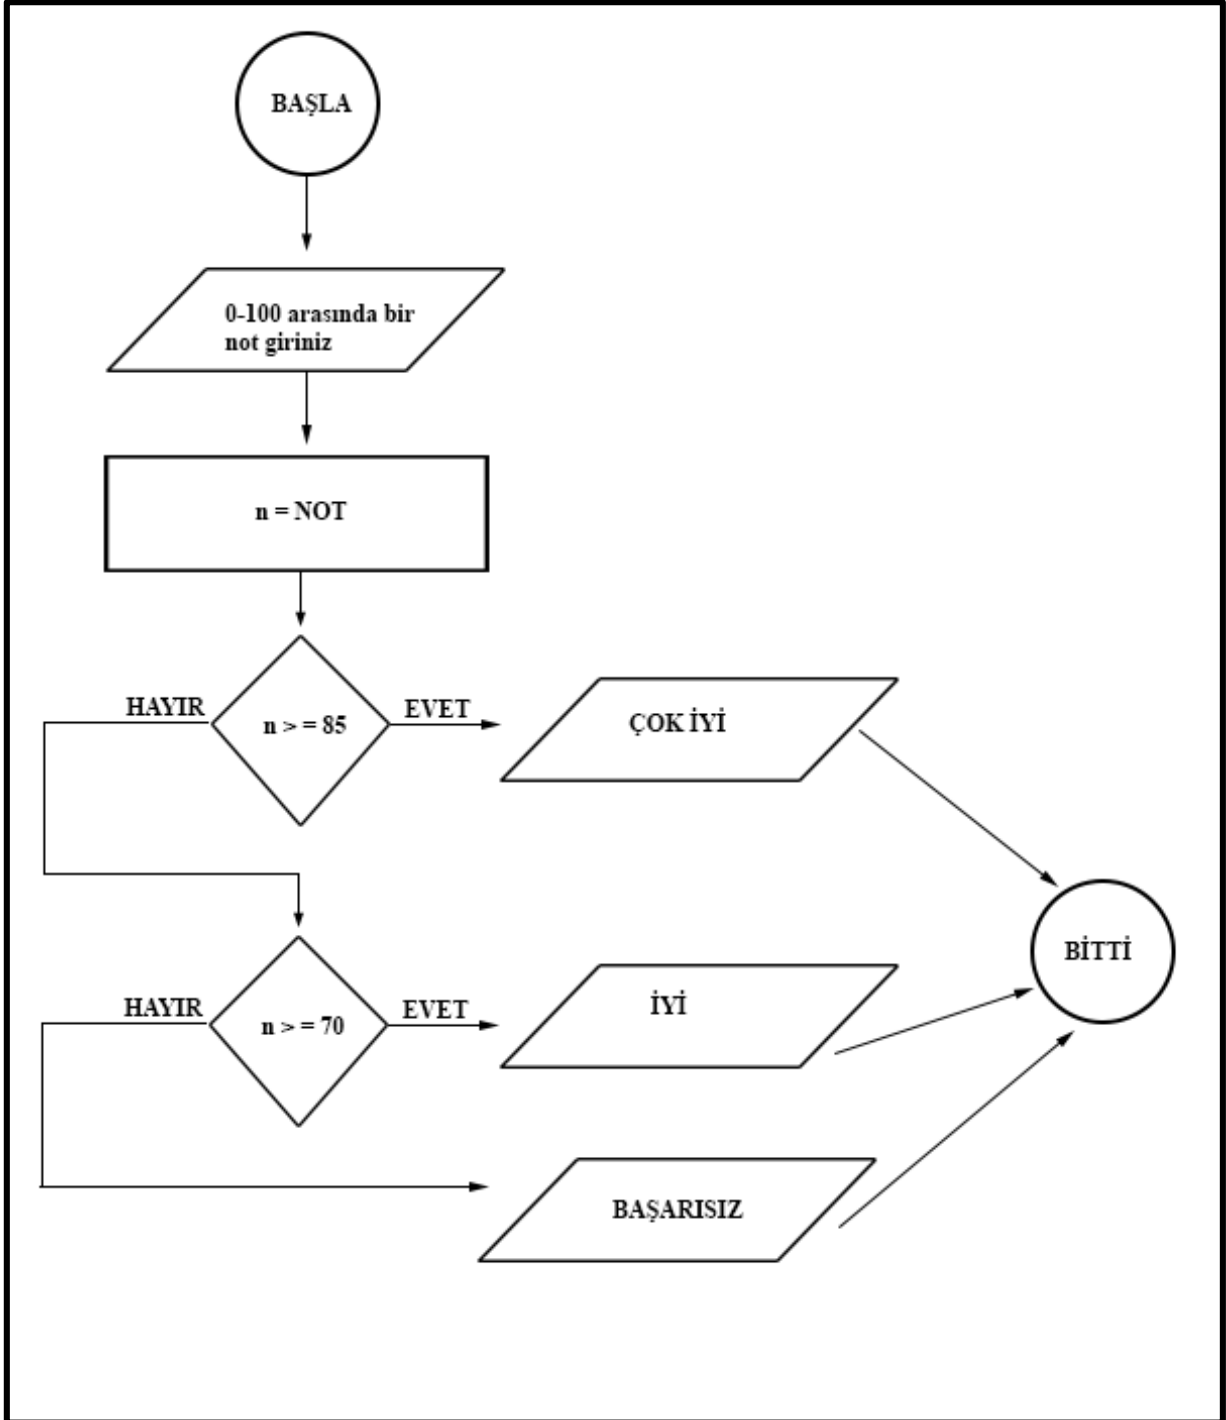 BAŞLA
0-100 arasında bir
not giriniz
n = NOT
HAYIR
n > = 85
EVET
ÇOK İYİ
BİTTİ
HAYIR
n > = 70
EVET
İYİ
BAŞARISIZ